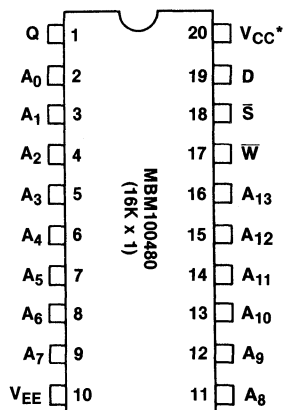 Q 1 20 VCC*
A0 2 19 D
A1 3 18 S̅
A2 4 17 W̅
A3 5 16 A13
A4 6 15 A12
A5 7 14 A11
A6 8 13 A10
A7 9 12 A9
VEE 10 11 A8
MBM100480
(16K x 1)